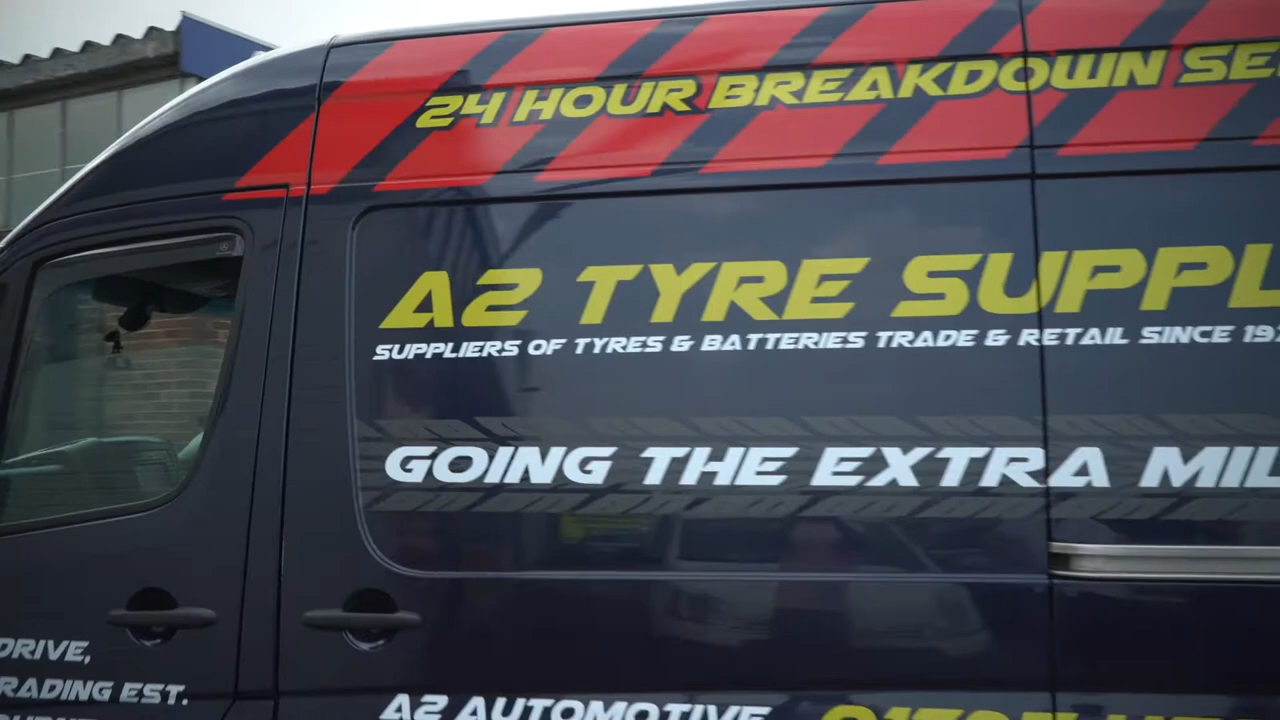 24 HOUR BREAKDOWN SE
A2 TYRE SUPPL
SUPPLIERS OF TYRES & BATTERIES TRADE & RETAIL SINCE 19
GOING THE EXTRA MIL
DRIVE,
RADING EST.
A2 AUTOMOTIVE